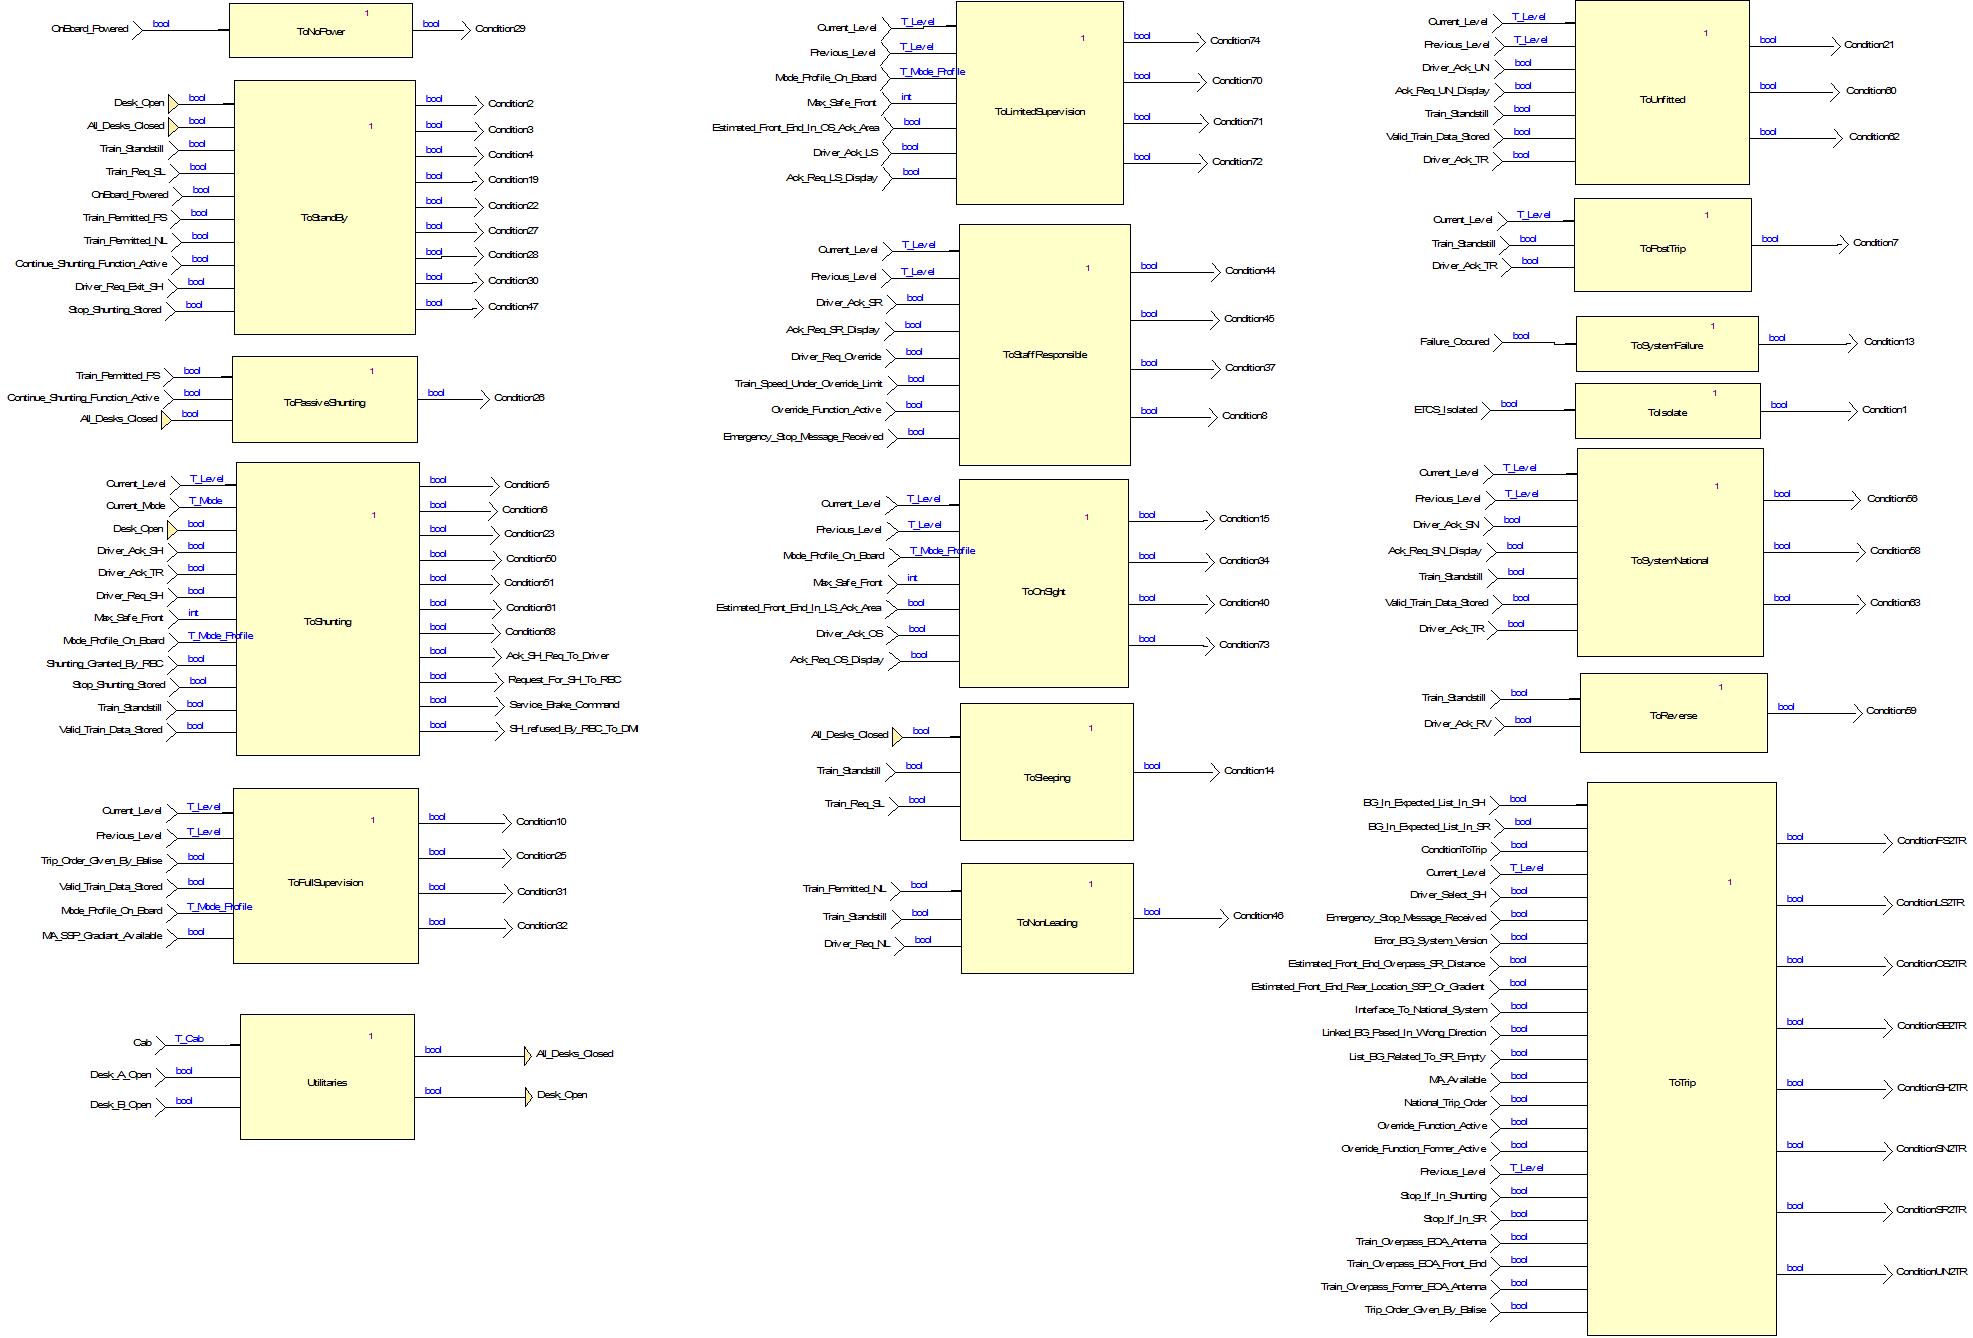 OnBoard_Powered
bool
1
ToNoPower
bool
Condition29
Desk_Open
bool
All_Desks_Closed
bool
Train_Standstill
bool
Train_Req_SL
bool
OnBoard_Powered
bool
Train_Permitted_PS
bool
Train_Permitted_NL
bool
Continue_Shunting_Function_Active
bool
Driver_Req_Exit_SH
bool
Stop_Shunting_Stored
bool
1
ToStandBy
bool
Condition2
bool
Condition3
bool
Condition4
bool
Condition19
bool
Condition22
bool
Condition27
bool
Condition28
bool
Condition30
bool
Condition47
Train_Permitted_PS
bool
Continue_Shunting_Function_Active
bool
All_Desks_Closed
bool
1
ToPassiveShunting
bool
Condition26
Current_Level
T_Level
Current_Mode
T_Mode
Desk_Open
bool
Driver_Ack_SH
bool
Driver_Ack_TR
bool
Driver_Req_SH
bool
Max_Safe_Front
int
Mode_Profile_On_Board
T_Mode_Profile
Shunting_Granted_By_RBC
bool
Stop_Shunting_Stored
bool
Train_Standstill
bool
Valid_Train_Data_Stored
bool
1
ToShunting
bool
Condition5
bool
Condition6
bool
Condition23
bool
Condition50
bool
Condition51
bool
Condition61
bool
Condition68
bool
Ack_SH_Req_To_Driver
bool
Request_For_SH_To_RBC
bool
Service_Brake_Command
bool
SH_refused_By_RBC_To_DMI
Current_Level
T_Level
Previous_Level
T_Level
Trip_Order_Given_By_Balise
bool
Valid_Train_Data_Stored
bool
Mode_Profile_On_Board
T_Mode_Profile
MA_SSP_Gradiant_Available
bool
1
ToFullSupervision
bool
Condition10
bool
Condition25
bool
Condition31
bool
Condition32
Cab
T_Cab
Desk_A_Open
bool
Desk_B_Open
bool
1
Utilitaries
bool
All_Desks_Closed
bool
Desk_Open
Current_Level
T_Level
Previous_Level
T_Level
Mode_Profile_On_Board
T_Mode_Profile
Max_Safe_Front
int
Estimated_Front_End_In_OS_Ack_Area
bool
Driver_Ack_LS
bool
Ack_Req_LS_Display
bool
1
ToLimitedSupervision
bool
Condition74
bool
Condition70
bool
Condition71
bool
Condition72
Current_Level
T_Level
Previous_Level
T_Level
Driver_Ack_SR
bool
Ack_Req_SR_Display
bool
Driver_Req_Override
bool
Train_Speed_Under_Override_Limit
bool
Override_Function_Active
bool
Emergency_Stop_Message_Received
bool
1
ToStaffResponsible
bool
Condition44
bool
Condition45
bool
Condition37
bool
Condition8
Current_Level
T_Level
Previous_Level
T_Level
Mode_Profile_On_Board
T_Mode_Profile
Max_Safe_Front
int
Estimated_Front_End_In_LS_Ack_Area
bool
Driver_Ack_OS
bool
Ack_Req_OS_Display
bool
1
ToOnSight
bool
Condition15
bool
Condition34
bool
Condition40
bool
Condition73
All_Desks_Closed
bool
Train_Standstill
bool
Train_Req_SL
bool
1
ToSleeping
bool
Condition14
Train_Permitted_NL
bool
Train_Standstill
bool
Driver_Req_NL
bool
1
ToNonLeading
bool
Condition46
Current_Level
T_Level
Previous_Level
T_Level
Driver_Ack_UN
bool
Ack_Req_UN_Display
bool
Train_Standstill
bool
Valid_Train_Data_Stored
bool
Driver_Ack_TR
bool
1
ToUnfitted
bool
Condition21
bool
Condition60
bool
Condition62
Current_Level
T_Level
Train_Standstill
bool
Driver_Ack_TR
bool
1
ToPostTrip
bool
Condition7
Failure_Occured
bool
1
ToSystemFailure
bool
Condition13
ETCS_Isolated
bool
1
ToIsolate
bool
Condition1
Current_Level
T_Level
Previous_Level
T_Level
Driver_Ack_SN
bool
Ack_Req_SN_Display
bool
Train_Standstill
bool
Valid_Train_Data_Stored
bool
Driver_Ack_TR
bool
1
ToSystemNational
bool
Condition56
bool
Condition58
bool
Condition63
Train_Standstill
bool
Driver_Ack_RV
bool
1
ToReverse
bool
Condition59
BG_In_Expected_List_In_SH
bool
BG_In_Expected_List_In_SR
bool
ConditionToTrip
bool
Current_Level
T_Level
Driver_Select_SH
bool
Emergency_Stop_Message_Received
bool
Error_BG_System_Version
bool
Estimated_Front_End_Overpass_SR_Distance
bool
Estimated_Front_End_Rear_Location_SSP_Or_Gradient
bool
Interface_To_National_System
bool
Linked_BG_Pased_In_Wrong_Direction
bool
List_BG_Related_To_SR_Empty
bool
MA_Available
bool
National_Trip_Order
bool
Override_Function_Active
bool
Override_Function_Former_Active
bool
Previous_Level
T_Level
Stop_If_In_Shunting
bool
Stop_If_In_SR
bool
Train_Overpass_EOA_Antenna
bool
Train_Overpass_EOA_Front_End
bool
Train_Overpass_Former_EOA_Antenna
bool
Trip_Order_Given_By_Balise
bool
1
ToTrip
bool
ConditionFS2TR
bool
ConditionLS2TR
bool
ConditionOS2TR
bool
ConditionSB2TR
bool
ConditionSH2TR
bool
ConditionSN2TR
bool
ConditionSR2TR
bool
ConditionUN2TR